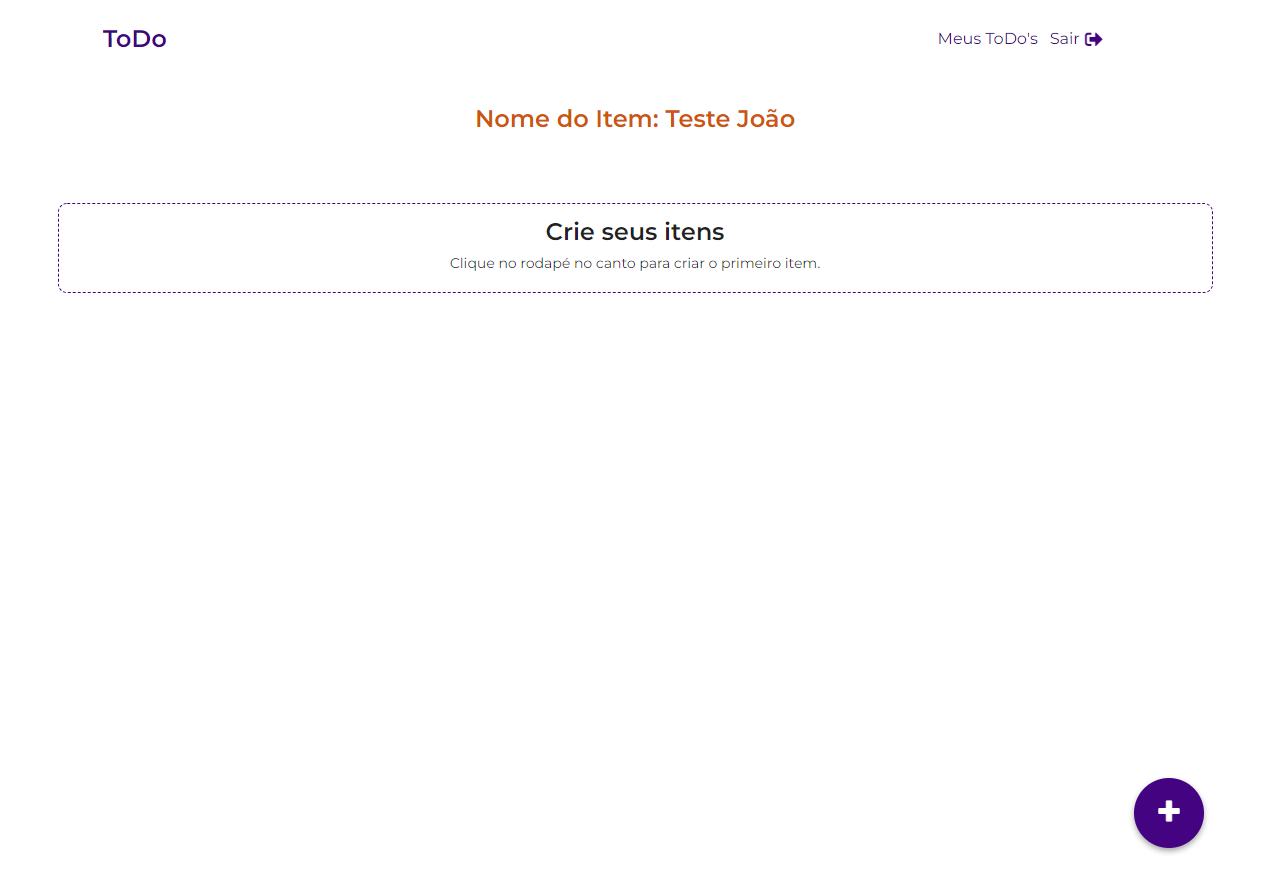 ToDo
Meus ToDo's Sair
Nome do Item: Teste João
Crie seus itens
Clique no rodapé no canto para criar o primeiro item.